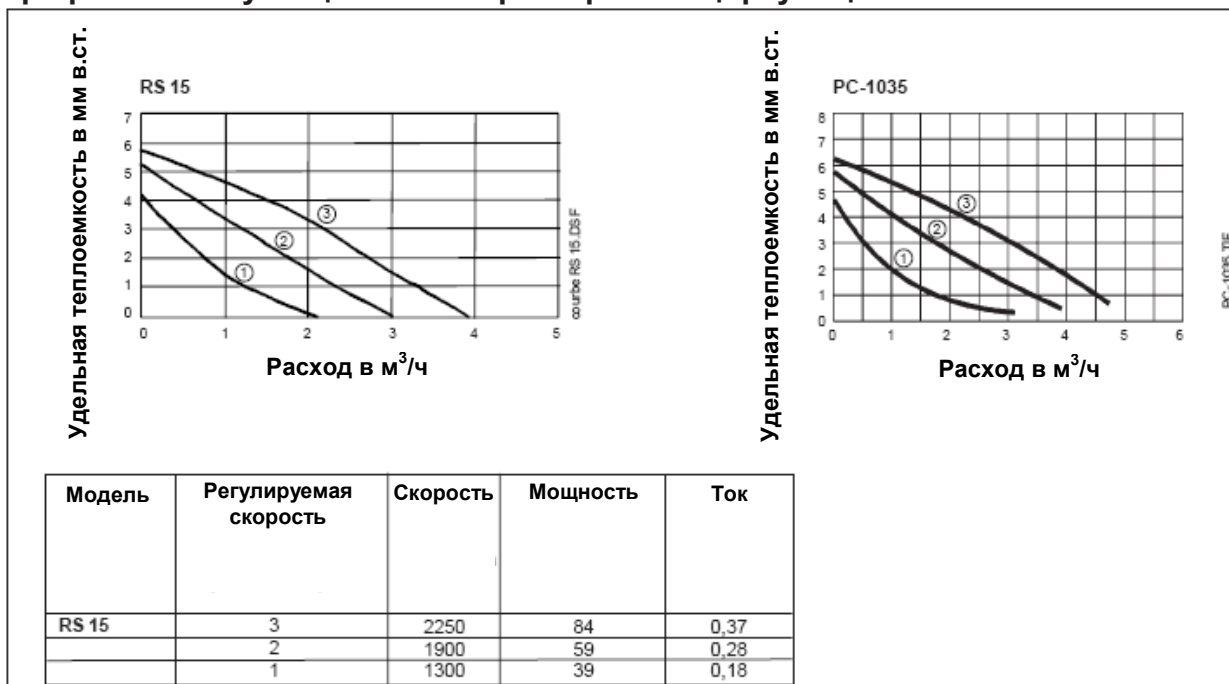 Удельная теплоемкость в мм в.ст.
RS 15
7
6
5
4
3
2
1
0
0 1 2 3 4 5
① ② ③
Расход в м³/ч
Удельная теплоемкость в мм в.ст.
PC-1035
8
7
6
5
4
3
2
1
0
0 1 2 3 4 5 6
① ② ③
Расход в м³/ч
Модель Регулируемая скорость Скорость Мощность Ток
RS 15 3 2250 84 0,37
2 1900 59 0,28
1 1300 39 0,18